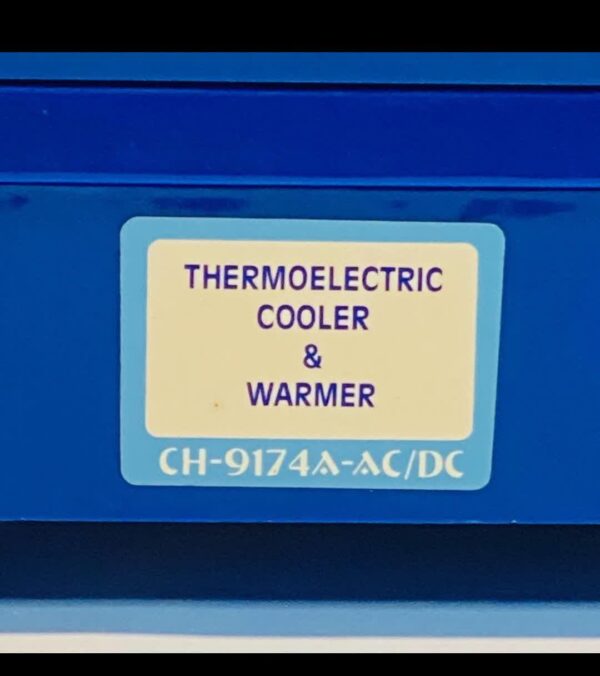 THERMOELECTRIC
COOLER
&
WARMER
CH-9174A-AC/DC